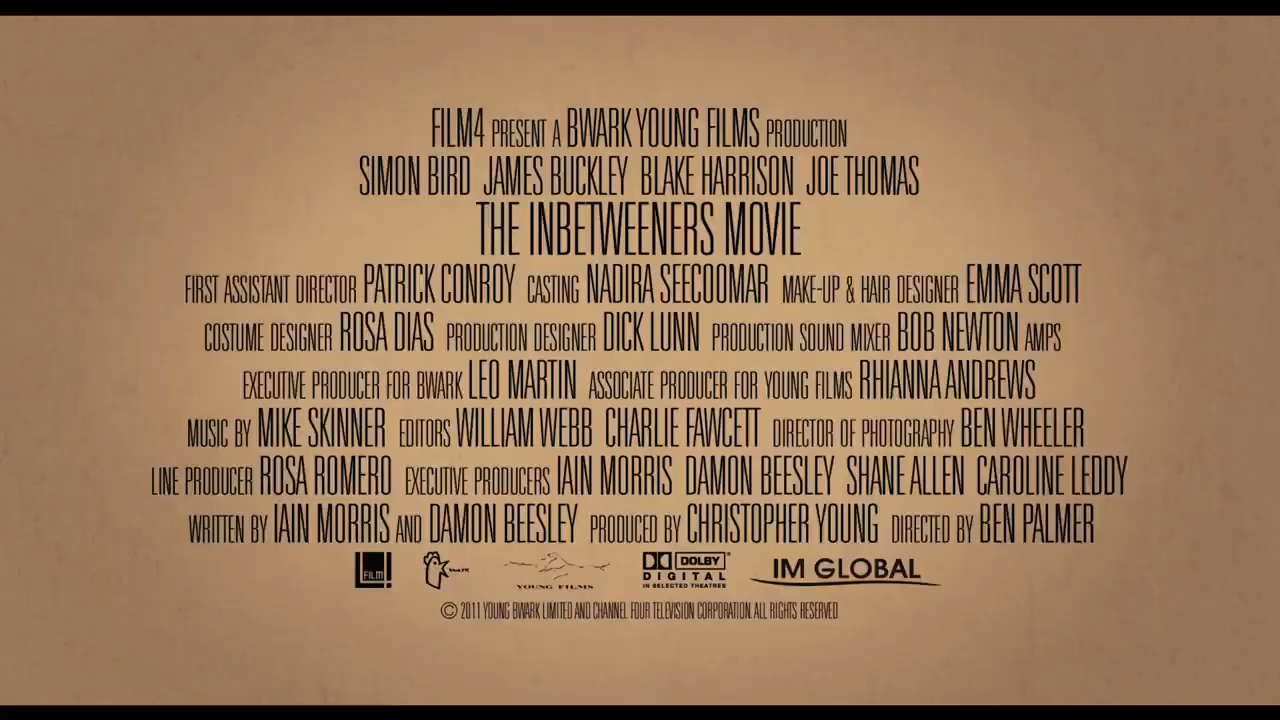 FILM4 PRESENT A BWARK YOUNG FILMS PRODUCTION
SIMON BIRD JAMES BUCKLEY BLAKE HARRISON JOE THOMAS
THE INBETWEENERS MOVIE
FIRST ASSISTANT DIRECTOR PATRICK CONROY CASTING NADIRA SEECOOMAR MAKE-UP & HAIR DESIGNER EMMA SCOTT
COSTUME DESIGNER ROSA DIAS PRODUCTION DESIGNER DICK LUNN PRODUCTION SOUND MIXER BOB NEWTON AMPS
EXECUTIVE PRODUCER FOR BWARK LEO MARTIN ASSOCIATE PRODUCER FOR YOUNG FILMS RHIANNA ANDREWS
MUSIC BY MIKE SKINNER EDITORS WILLIAM WEBB CHARLIE FAWCETT DIRECTOR OF PHOTOGRAPHY BEN WHEELER
LINE PRODUCER ROSA ROMERO EXECUTIVE PRODUCERS IAIN MORRIS DAMON BEESLEY SHANE ALLEN CAROLINE LEDDY
WRITTEN BY IAIN MORRIS AND DAMON BEESLEY PRODUCED BY CHRISTOPHER YOUNG DIRECTED BY BEN PALMER
FILM YOUNG FILMS DOLBY DIGITAL IN SELECTED THEATRES IM GLOBAL
© 2011 YOUNG BWARK LIMITED AND CHANNEL FOUR TELEVISION CORPORATION. ALL RIGHTS RESERVED